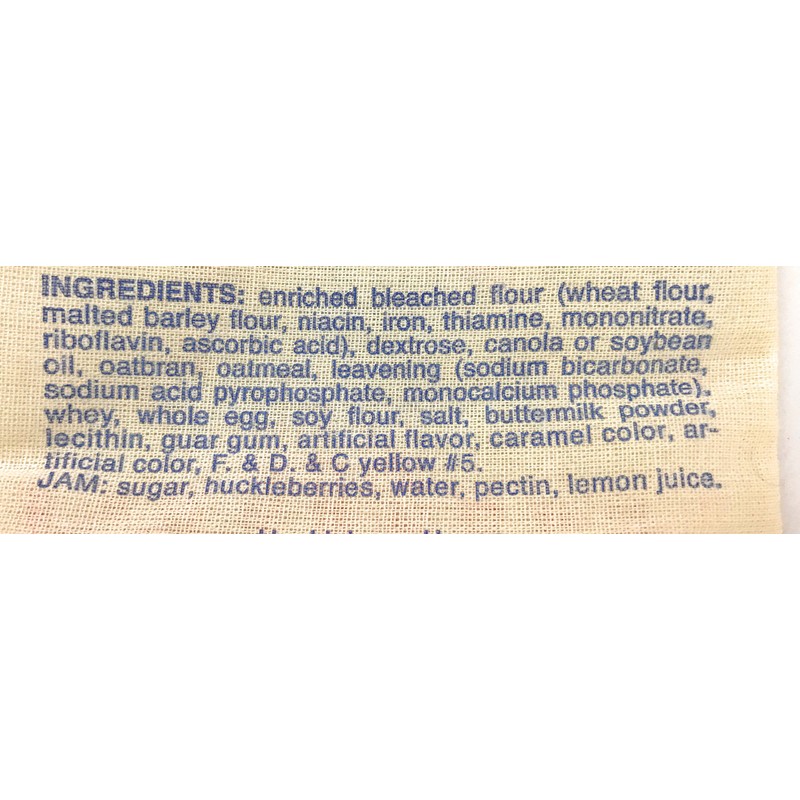 INGREDIENTS: enriched bleached flour (wheat flour,
malted barley flour, niacin, iron, thiamine, mononitrate,
riboflavin, ascorbic acid), dextrose, canola or soybean
oil, oatbran, oatmeal, leavening (sodium bicarbonate,
sodium acid pyrophosphate, monocalcium phosphate),
whey, whole egg, soy flour, salt, buttermilk powder,
lecithin, guar gum, artificial flavor, caramel color, ar-
tificial color, F. & D. & C yellow #5.
JAM: sugar, huckleberries, water, pectin, lemon juice.